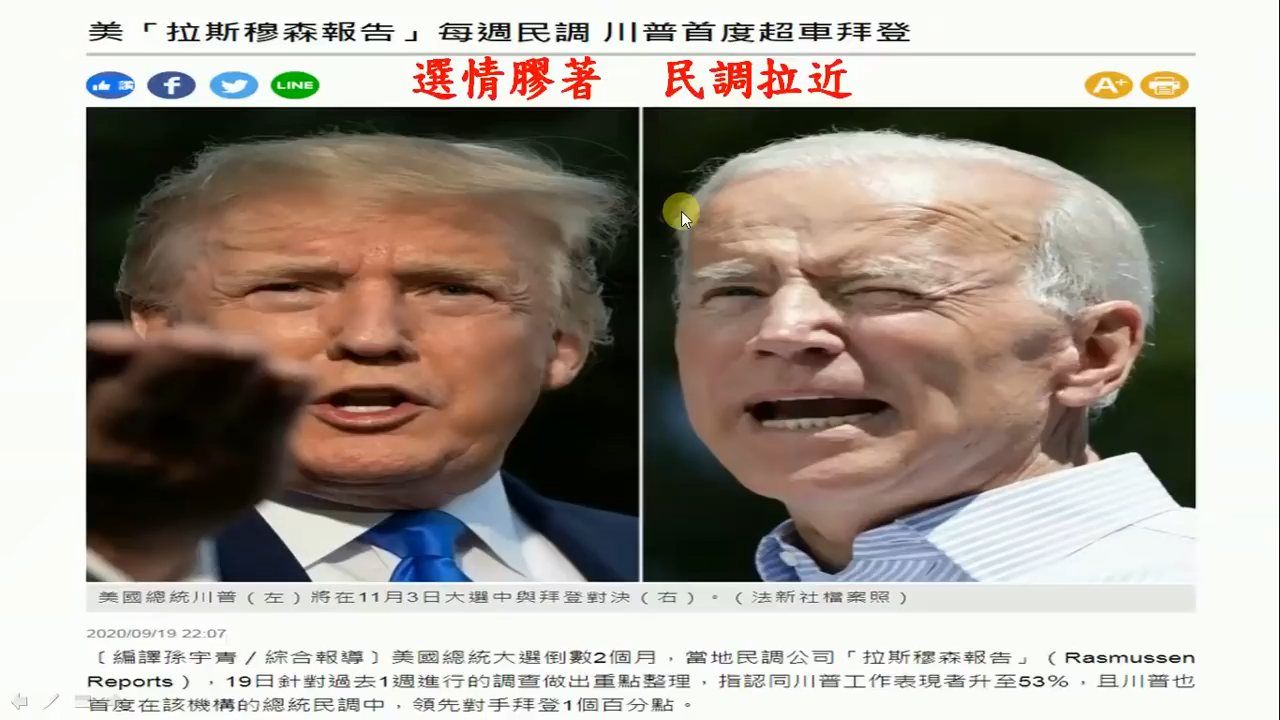 美「拉斯穆森報告」每週民調 川普首度超車拜登
選情膠著 民調拉近
讚
LINE
A+
美國總統川普（左）將在11月3日大選中與拜登對決（右）。（法新社檔案照）
2020/09/19 22:07
〔編譯孫宇青／綜合報導〕美國總統大選倒數2個月，當地民調公司「拉斯穆森報告」（Rasmussen
Reports），19日針對過去1週進行的調查做出重點整理，指認同川普工作表現者升至53%，且川普也
首度在該機構的總統民調中，領先對手拜登1個百分點。